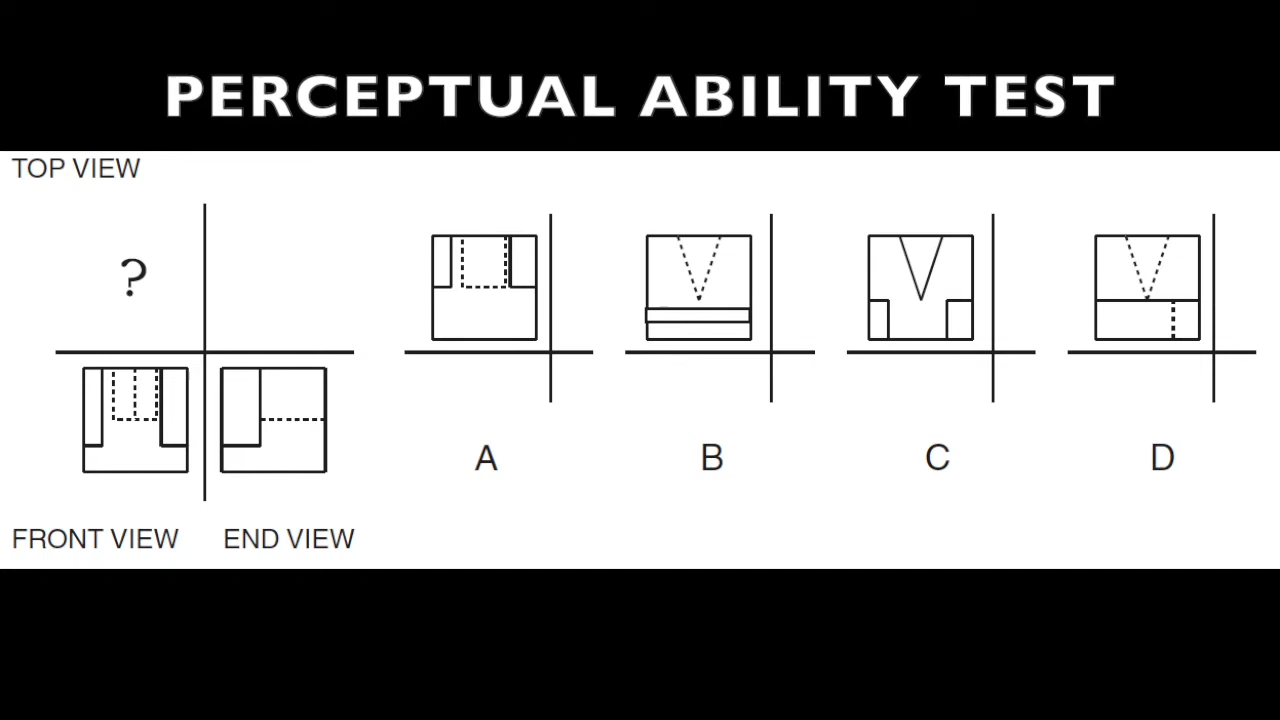 PERCEPTUAL ABILITY TEST
TOP VIEW
?
A B C D
FRONT VIEW END VIEW